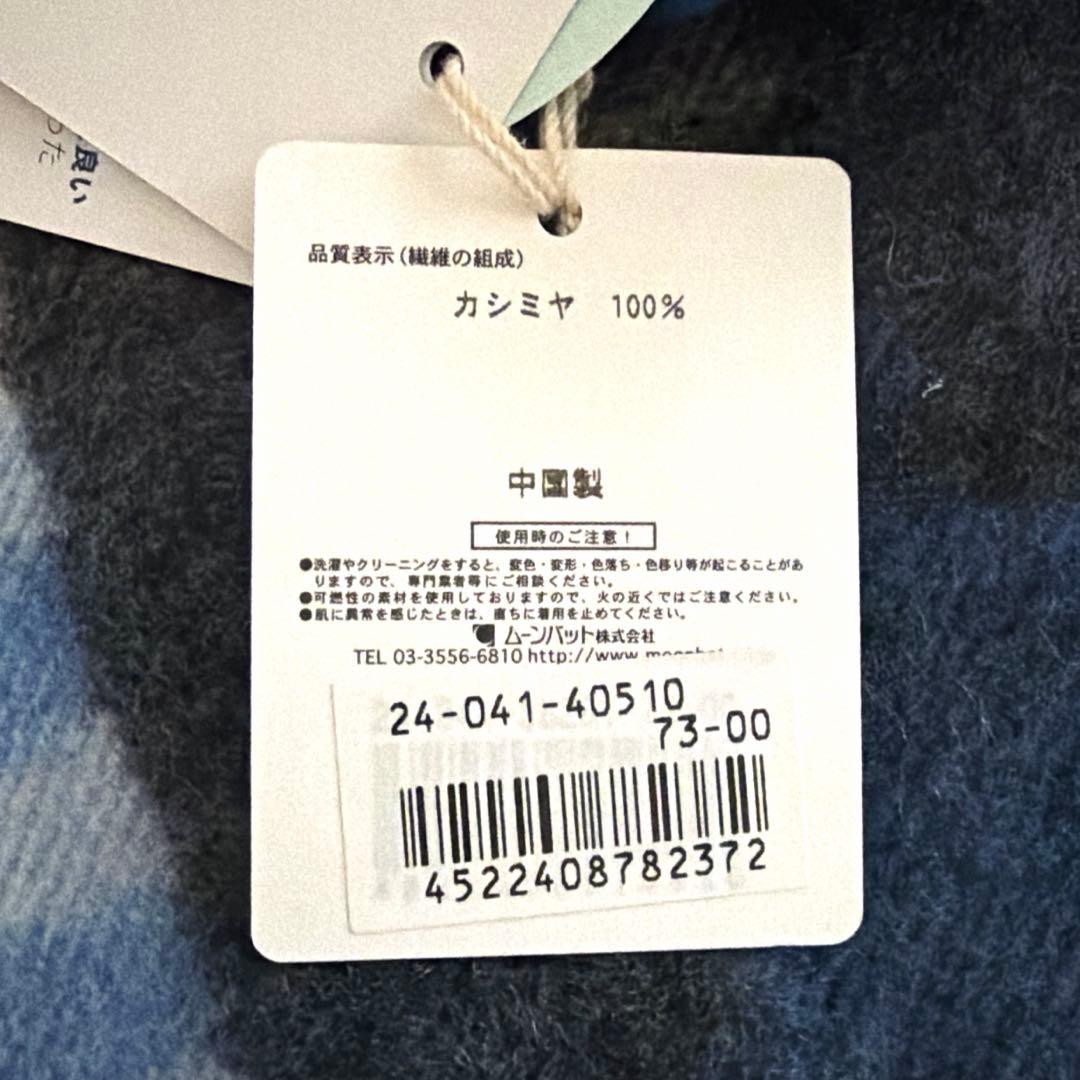 良い
った
品質表示(繊維の組成)
カシミヤ 100%
中国製
使用時のご注意!
●洗濯やクリーニングをすると、変色・変形・色落ち・色移り等が起こることがあ
りますので、専門業者等にご相談ください。
●可燃性の素材を使用しておりますので、火の近くではご注意ください。
●肌に異常を感じたときは、直ちに着用を止めてください。
ムーンバット株式会社
TEL 03-3556-6810 http://www
24-041-40510
73-00
4522408782372